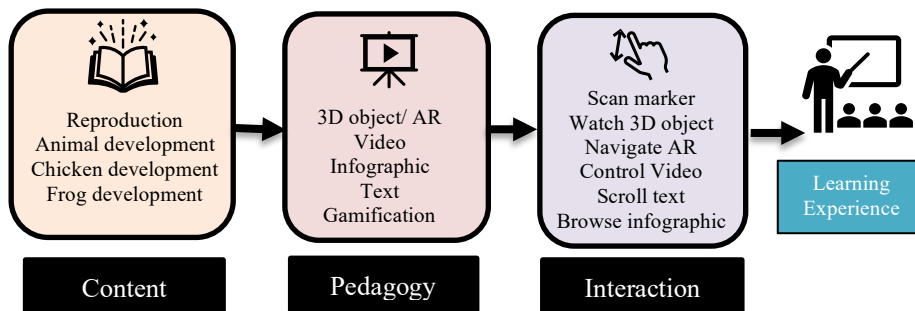 Reproduction
Animal development
Chicken development
Frog development
Content
3D object/ AR
Video
Infographic
Text
Gamification
Pedagogy
Scan marker
Watch 3D object
Navigate AR
Control Video
Scroll text
Browse infographic
Interaction
Learning
Experience